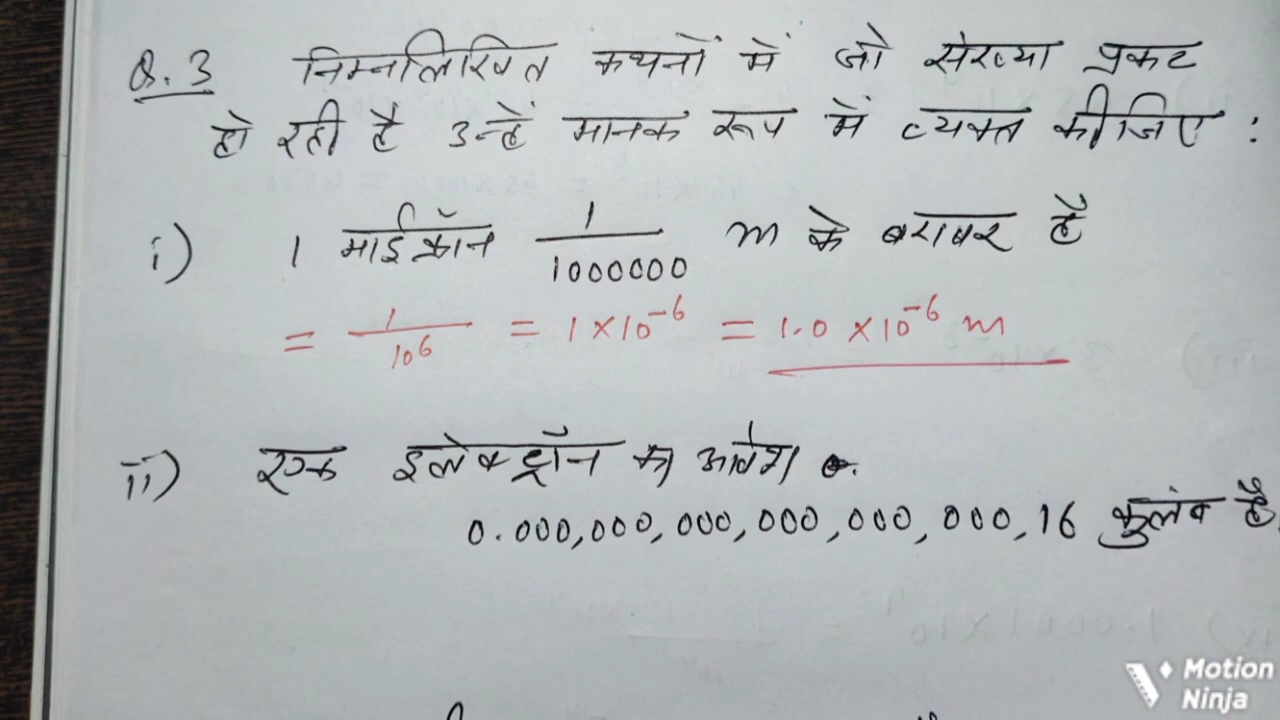 Q.3 निम्नलिखित कथनों में जो संख्या प्रकट
हो रही है उन्हें मानक रूप में व्यक्त कीजिए :
i) 1 माईक्रॉन 1/1000000 m के बराबर है
= 1/10⁶ = 1×10⁻⁶ = 1.0 ×10⁻⁶ m
ii) एक इलेक्ट्रॉन का आवेश
0.000,000,000,000,000,000,16 कुलंब है
Motion
Ninja